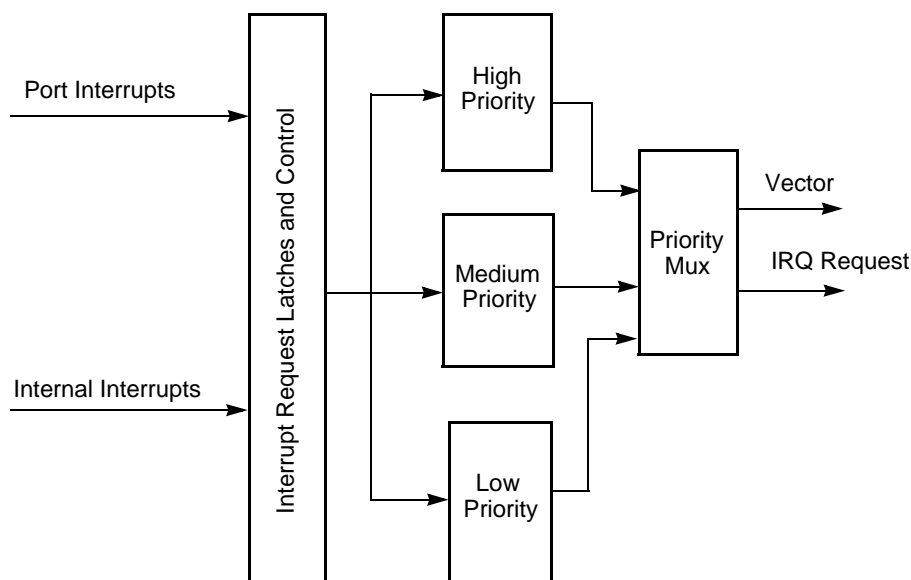 Port Interrupts
Internal Interrupts
Interrupt Request Latches and Control
High
Priority
Medium
Priority
Low
Priority
Priority
Mux
Vector
IRQ Request